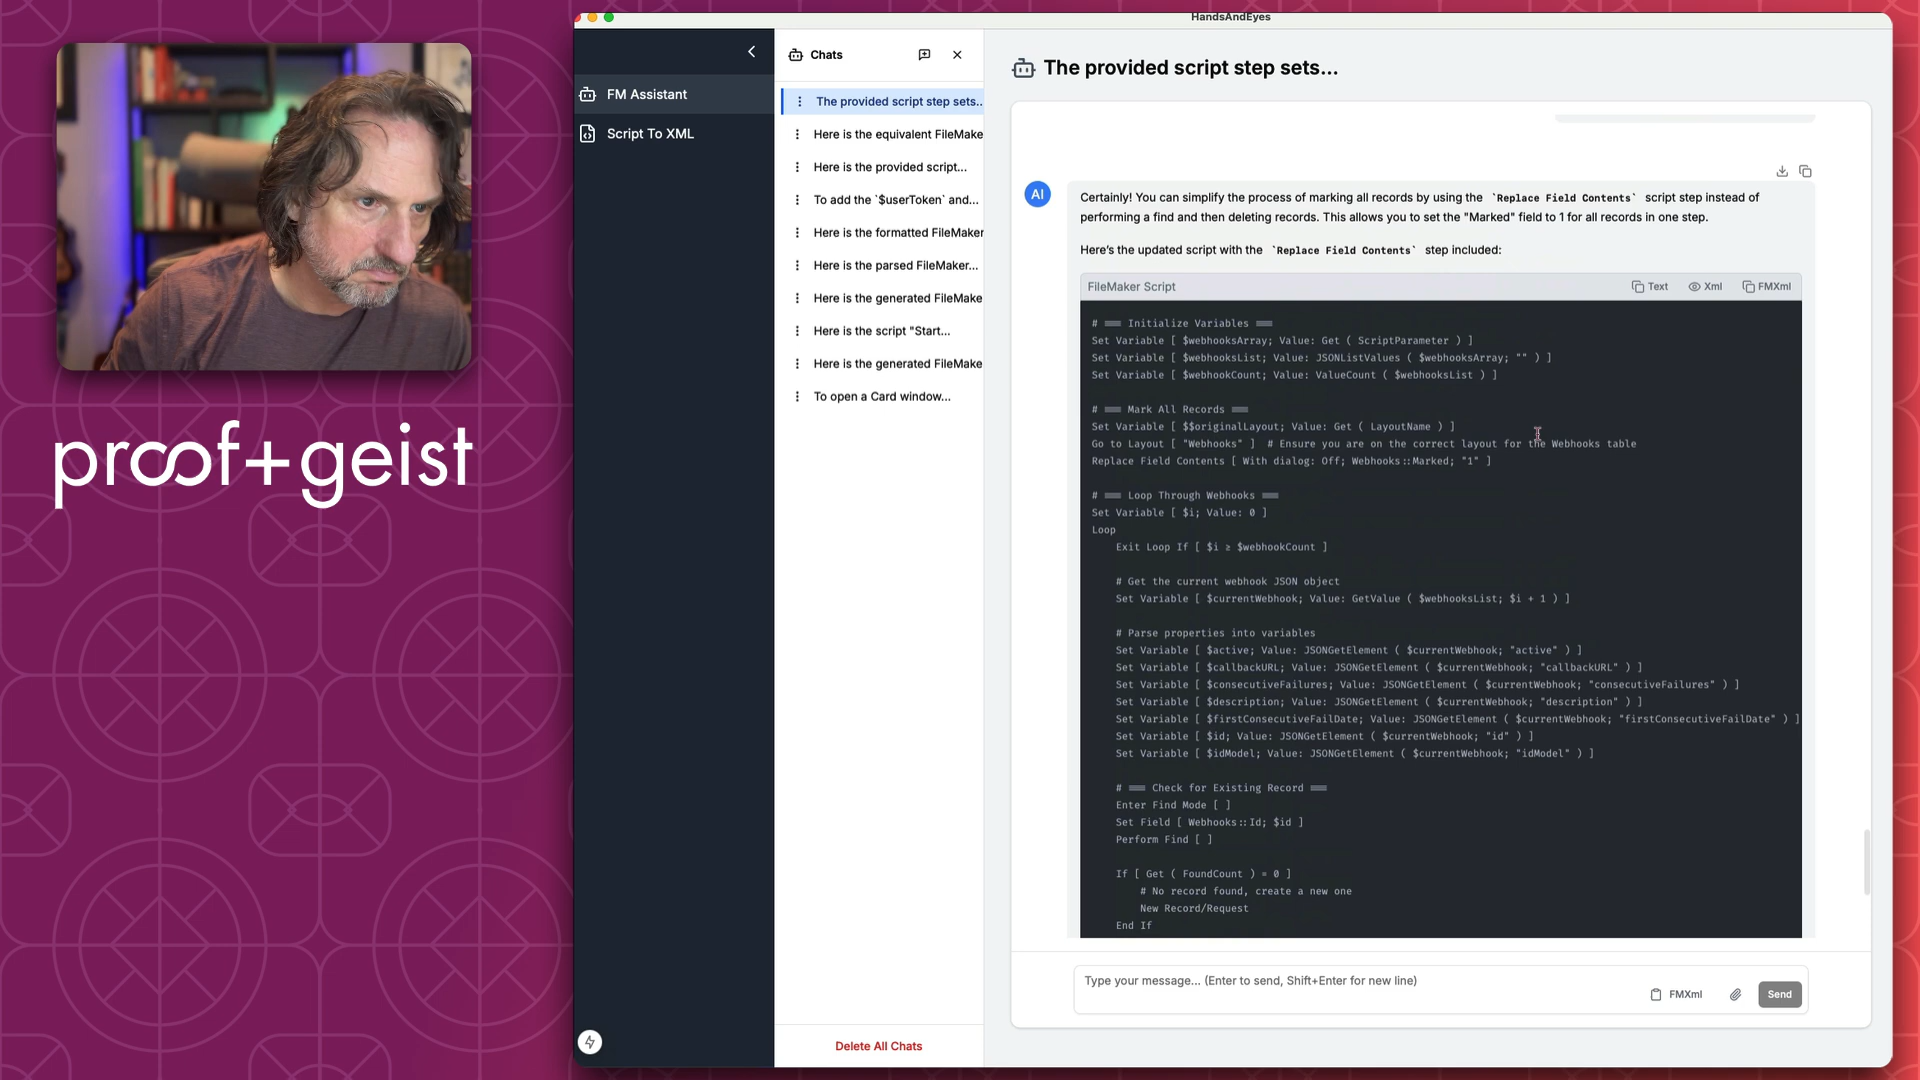 proof+geist
HandsAndEyes
FM Assistant
Script To XML
Chats
The provided script step sets..
Here is the equivalent FileMake
Here is the provided script...
To add the `$userToken` and...
Here is the formatted FileMaker
Here is the parsed FileMaker...
Here is the generated FileMake
Here is the script "Start...
Here is the generated FileMake
To open a Card window...
Delete All Chats
The provided script step sets...
AI
Certainly! You can simplify the process of marking all records by using the `Replace Field Contents` script step instead of
performing a find and then deleting records. This allows you to set the "Marked" field to 1 for all records in one step.
Here's the updated script with the `Replace Field Contents` step included:
FileMaker Script
Text
Xml
FMXml
# === Initialize Variables ===
Set Variable [ $webhooksArray; Value: Get ( ScriptParameter ) ]
Set Variable [ $webhooksList; Value: JSONListValues ( $webhooksArray; "" ) ]
Set Variable [ $webhookCount; Value: ValueCount ( $webhooksList ) ]
# === Mark All Records ===
Set Variable [ $$originalLayout; Value: Get ( LayoutName ) ]
Go to Layout [ "Webhooks" ]  # Ensure you are on the correct layout for the Webhooks table
Replace Field Contents [ With dialog: Off; Webhooks::Marked; "1" ]
# === Loop Through Webhooks ===
Set Variable [ $i; Value: 0 ]
Loop
Exit Loop If [ $i ≥ $webhookCount ]
# Get the current webhook JSON object
Set Variable [ $currentWebhook; Value: GetValue ( $webhooksList; $i + 1 ) ]
# Parse properties into variables
Set Variable [ $active; Value: JSONGetElement ( $currentWebhook; "active" ) ]
Set Variable [ $callbackURL; Value: JSONGetElement ( $currentWebhook; "callbackURL" ) ]
Set Variable [ $consecutiveFailures; Value: JSONGetElement ( $currentWebhook; "consecutiveFailures" ) ]
Set Variable [ $description; Value: JSONGetElement ( $currentWebhook; "description" ) ]
Set Variable [ $firstConsecutiveFailDate; Value: JSONGetElement ( $currentWebhook; "firstConsecutiveFailDate" ) ]
Set Variable [ $id; Value: JSONGetElement ( $currentWebhook; "id" ) ]
Set Variable [ $idModel; Value: JSONGetElement ( $currentWebhook; "idModel" ) ]
# === Check for Existing Record ===
Enter Find Mode [ ]
Set Field [ Webhooks::Id; $id ]
Perform Find [ ]
If [ Get ( FoundCount ) = 0 ]
# No record found, create a new one
New Record/Request
End If
Type your message... (Enter to send, Shift+Enter for new line)
FMXml
Send